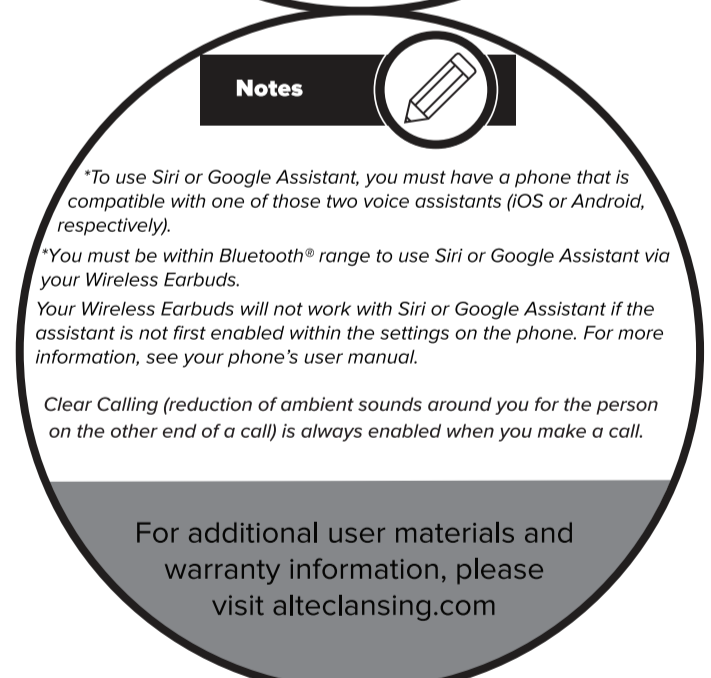 Notes
*To use Siri or Google Assistant, you must have a phone that is
compatible with one of those two voice assistants (iOS or Android,
respectively).
*You must be within Bluetooth® range to use Siri or Google Assistant via
your Wireless Earbuds.
Your Wireless Earbuds will not work with Siri or Google Assistant if the
assistant is not first enabled within the settings on the phone. For more
information, see your phone's user manual.
Clear Calling (reduction of ambient sounds around you for the person
on the other end of a call) is always enabled when you make a call.
For additional user materials and
warranty information, please
visit alteclansing.com